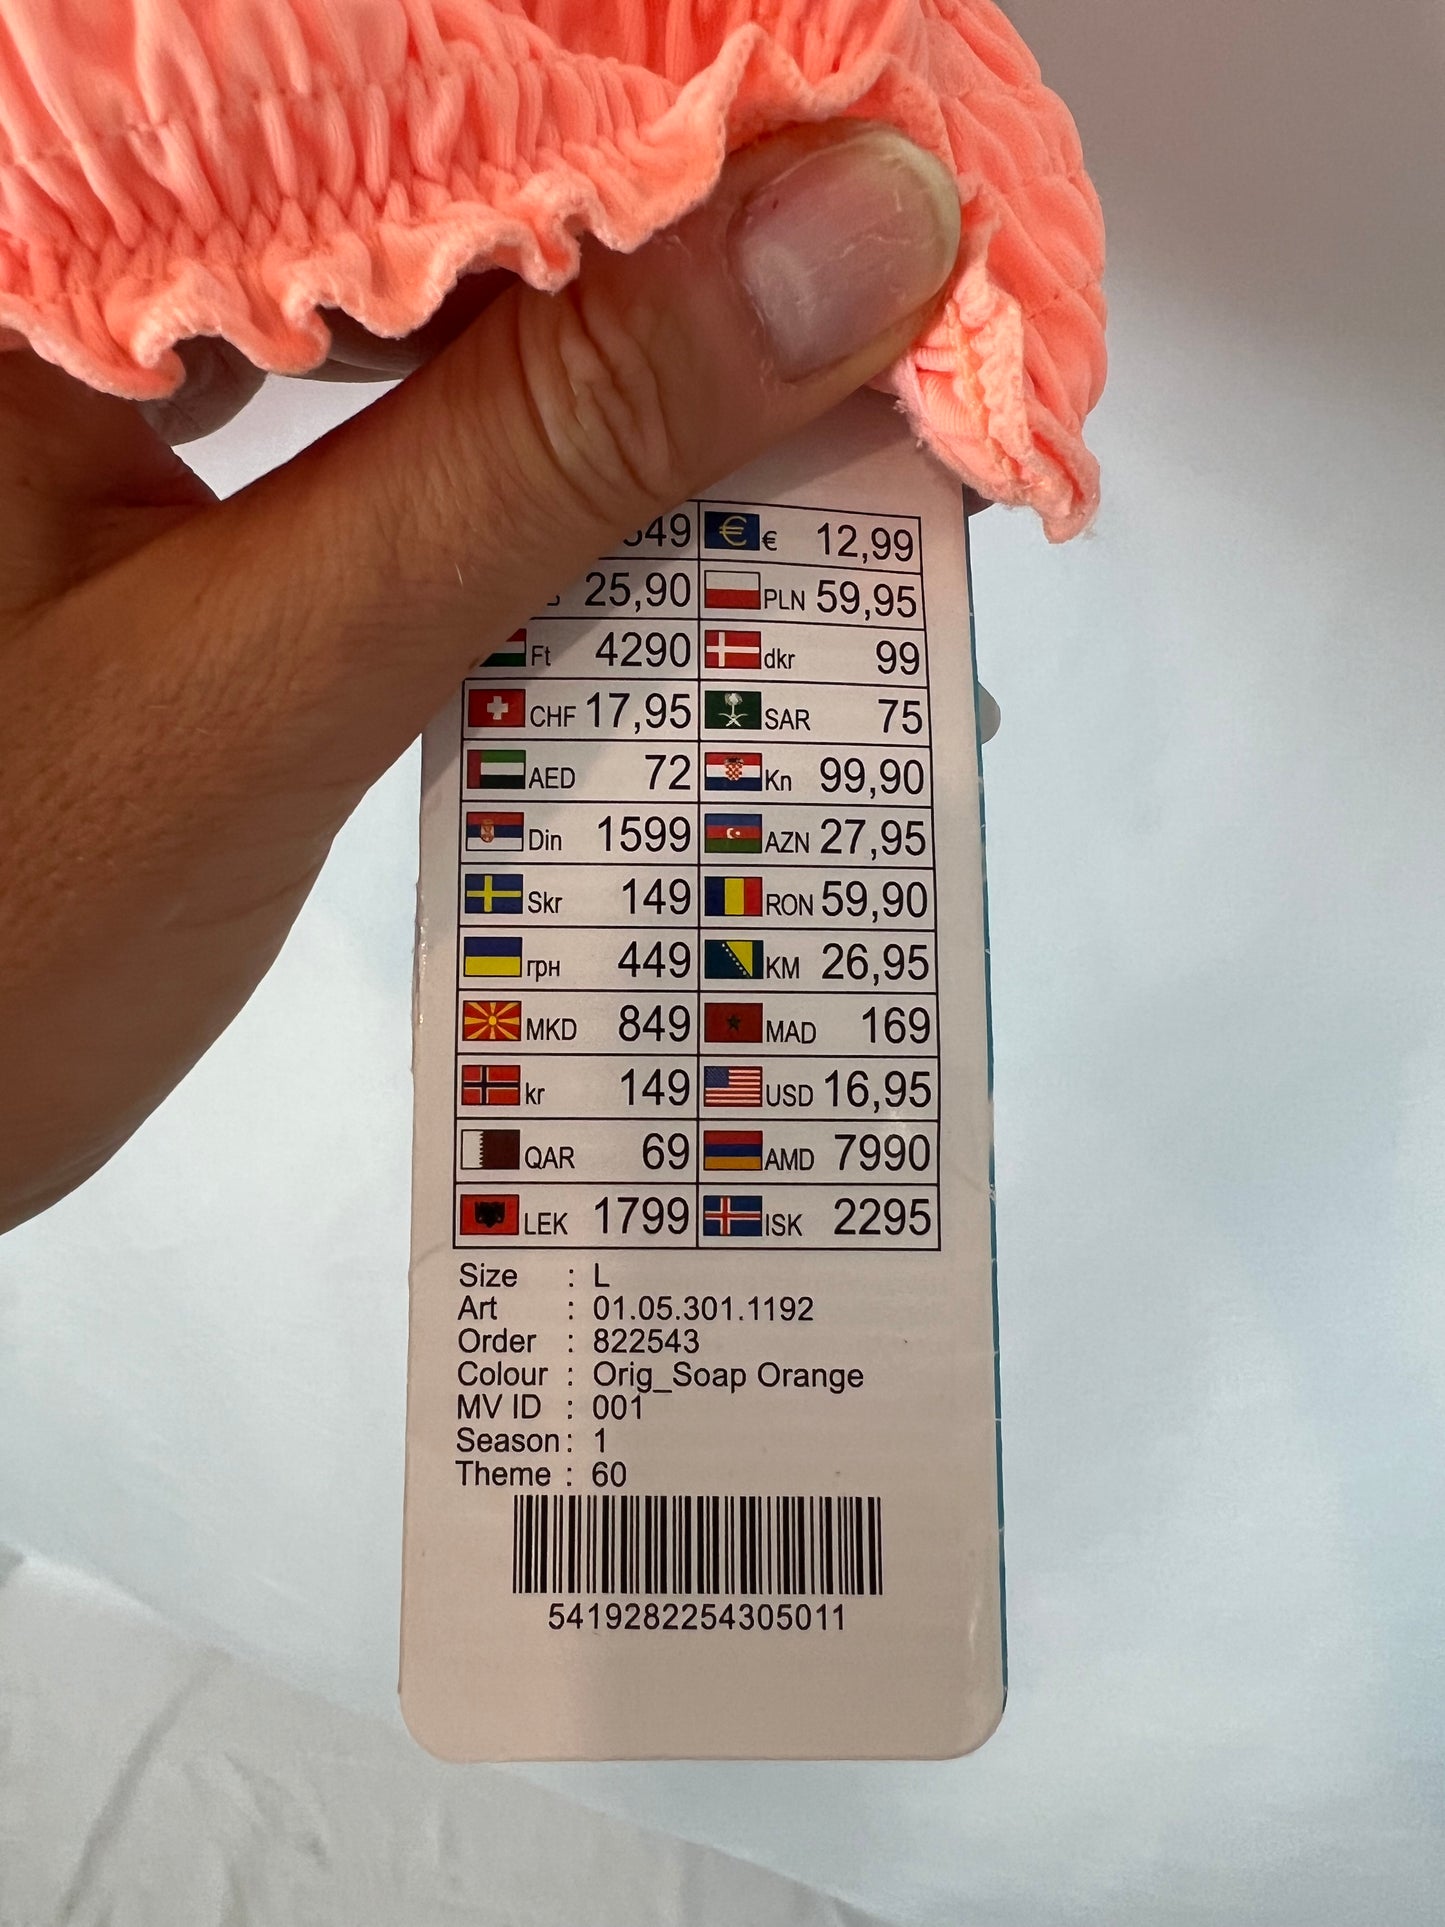 € 12,99
25,90 PLN 59,95
Ft 4290 dkr 99
CHF 17,95 SAR 75
AED 72 Kn 99,90
Din 1599 AZN 27,95
Skr 149 RON 59,90
грн 449 KM 26,95
MKD 849 MAD 169
kr 149 USD 16,95
QAR 69 AMD 7990
LEK 1799 ISK 2295
Size : L
Art : 01.05.301.1192
Order : 822543
Colour : Orig_Soap Orange
MV ID : 001
Season : 1
Theme : 60
5419282254305011